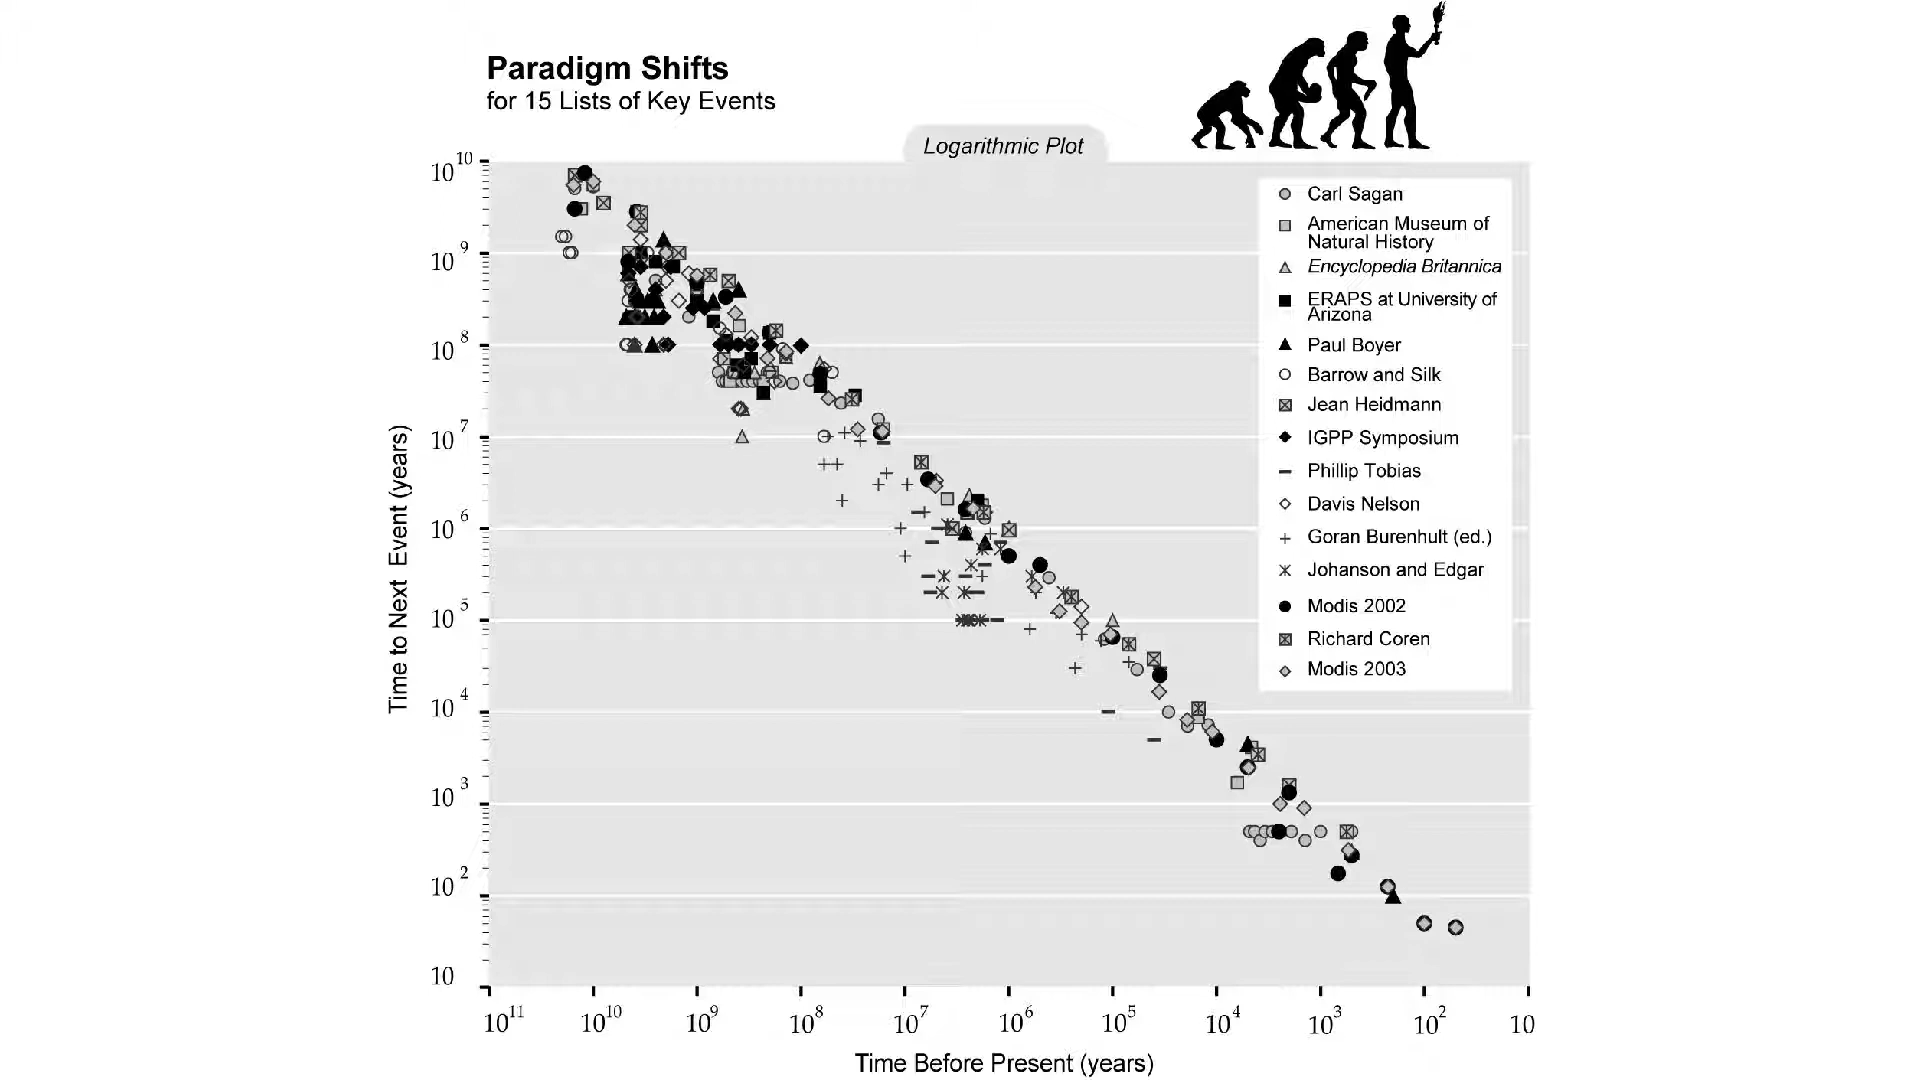 Paradigm Shifts
for 15 Lists of Key Events
Logarithmic Plot
Time to Next Event (years)
10^10
10^9
10^8
10^7
10^6
10^5
10^4
10^3
10^2
10
Carl Sagan
American Museum of
Natural History
Encyclopedia Britannica
ERAPS at University of
Arizona
Paul Boyer
Barrow and Silk
Jean Heidmann
IGPP Symposium
Phillip Tobias
Davis Nelson
Goran Burenhult (ed.)
Johanson and Edgar
Modis 2002
Richard Coren
Modis 2003
10^11 10^10 10^9 10^8 10^7 10^6 10^5 10^4 10^3 10^2 10
Time Before Present (years)